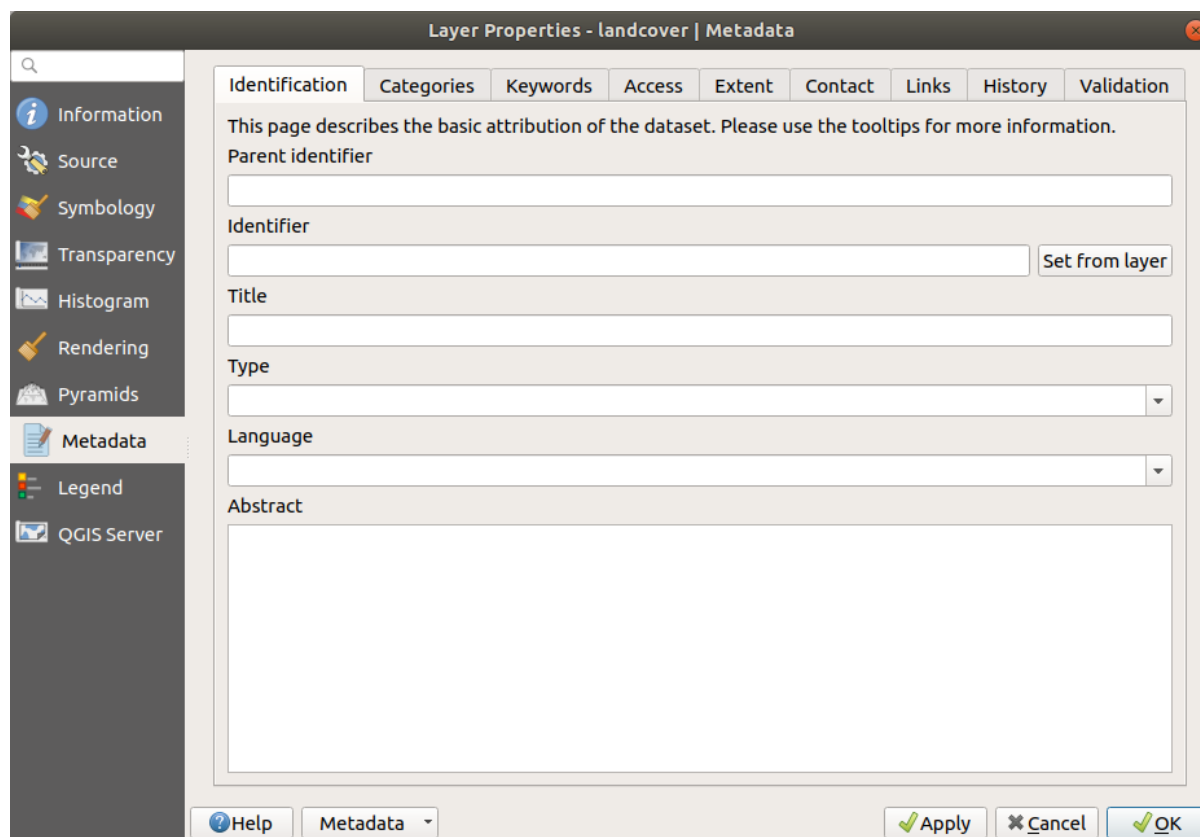 Layer Properties - landcover | Metadata
Information
Source
Symbology
Transparency
Histogram
Rendering
Pyramids
Metadata
Legend
QGIS Server
Identification Categories Keywords Access Extent Contact Links History Validation
This page describes the basic attribution of the dataset. Please use the tooltips for more information.
Parent identifier
Identifier
Set from layer
Title
Type
Language
Abstract
Help Metadata Apply Cancel OK